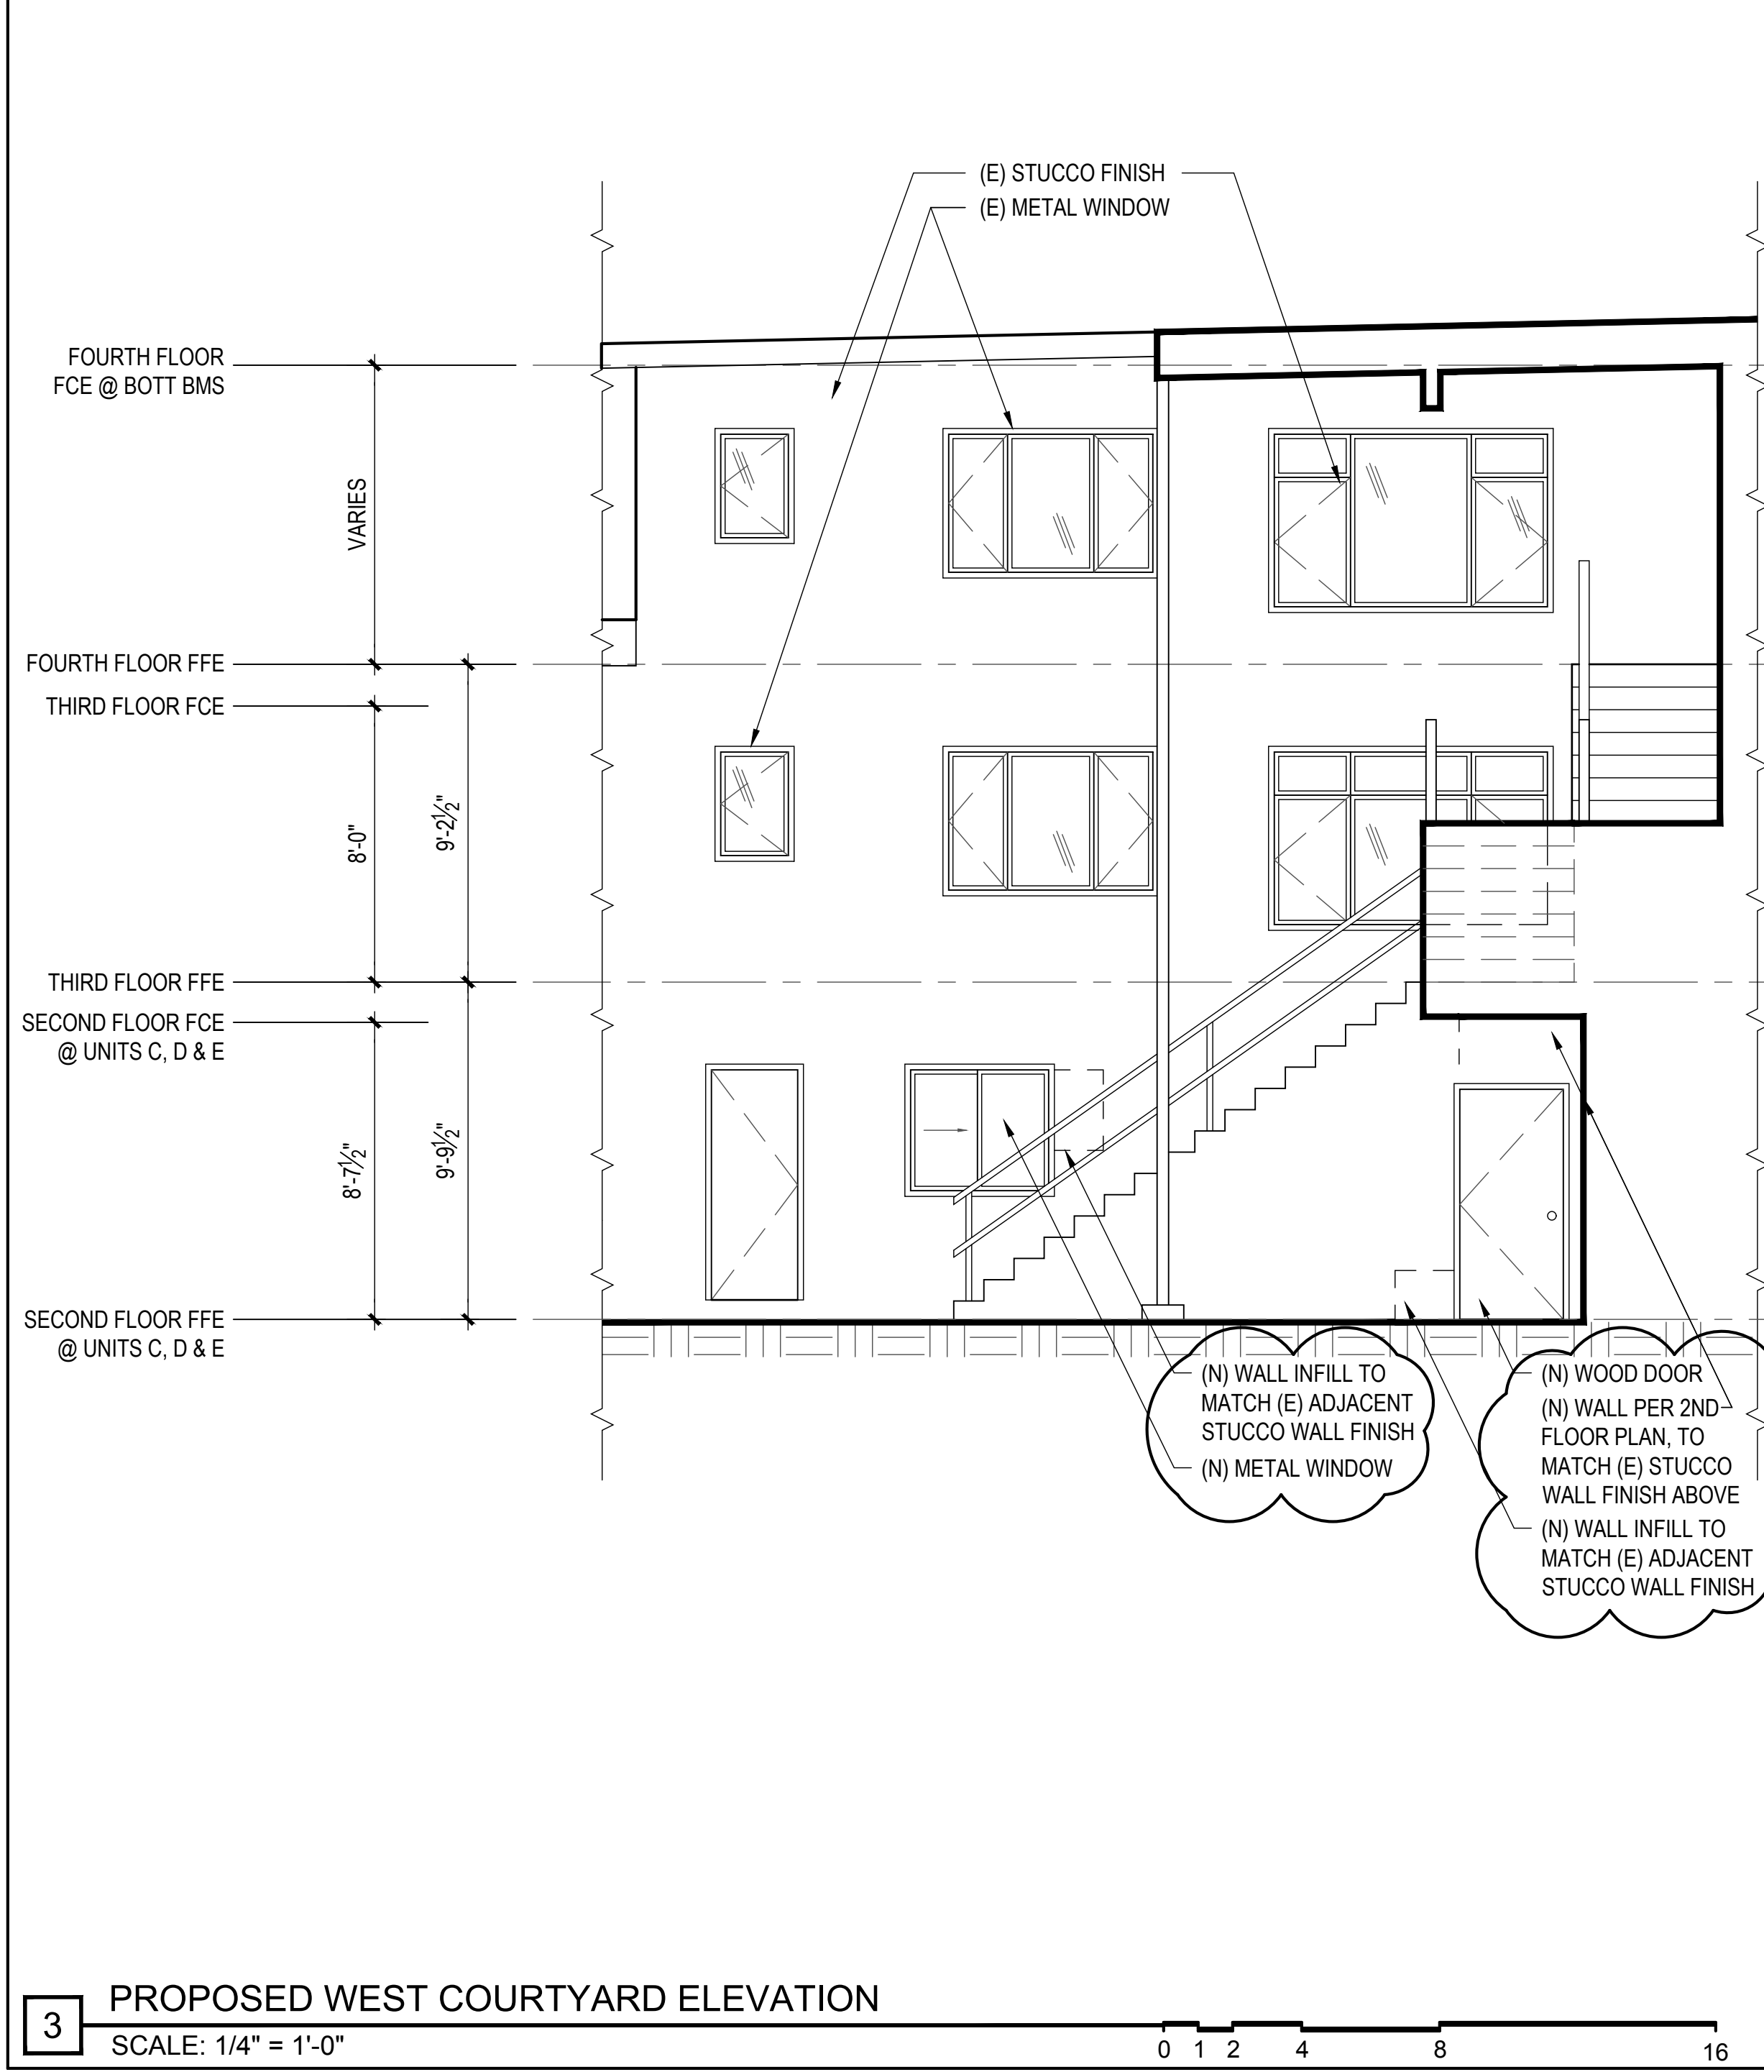 (E) STUCCO FINISH
(E) METAL WINDOW
FOURTH FLOOR
FCE @ BOTT BMS
VARIES
FOURTH FLOOR FFE
THIRD FLOOR FCE
8'-0"
9'-2½"
THIRD FLOOR FFE
SECOND FLOOR FCE
@ UNITS C, D & E
8'-7½"
9'-9½"
SECOND FLOOR FFE
@ UNITS C, D & E
(N) WALL INFILL TO
MATCH (E) ADJACENT
STUCCO WALL FINISH
(N) METAL WINDOW
(N) WOOD DOOR
(N) WALL PER 2ND
FLOOR PLAN, TO
MATCH (E) STUCCO
WALL FINISH ABOVE
(N) WALL INFILL TO
MATCH (E) ADJACENT
STUCCO WALL FINISH
3
PROPOSED WEST COURTYARD ELEVATION
SCALE: 1/4" = 1'-0"
0 1 2 4 8 16